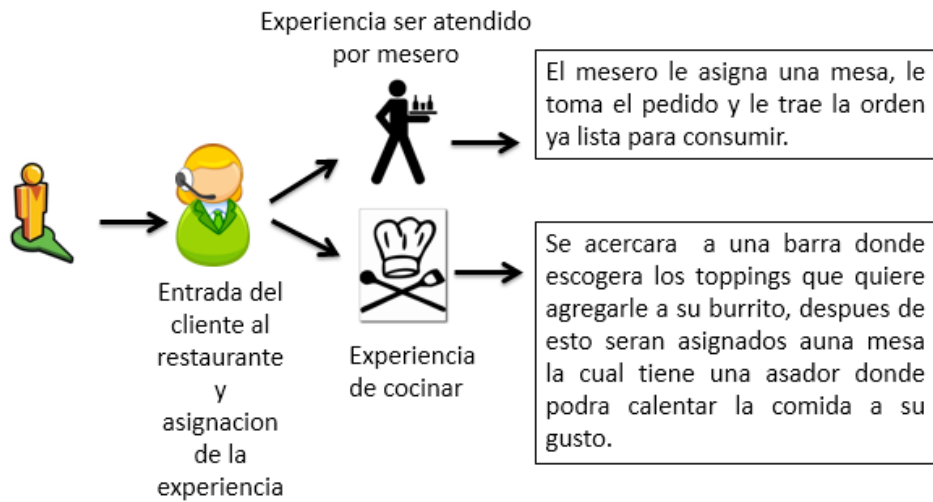 Experiencia ser atendido
por mesero
El mesero le asigna una mesa, le
toma el pedido y le trae la orden
ya lista para consumir.
Entrada del
cliente al
restaurante
y
asignacion
de la
experiencia
Experiencia
de cocinar
Se acercara a una barra donde
escogera los toppings que quiere
agregarle a su burrito, despues de
esto seran asignados auna mesa
la cual tiene una asador donde
podra calentar la comida a su
gusto.